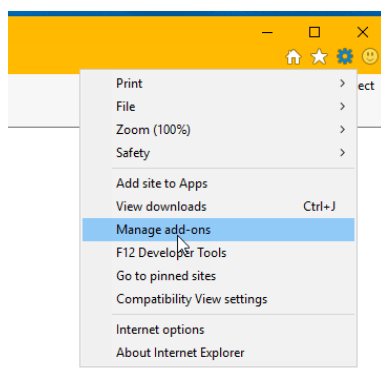 Print
ect
File
Zoom (100%)
Safety
Add site to Apps
View downloads Ctrl+J
Manage add-ons
F12 Developer Tools
Go to pinned sites
Compatibility View settings
Internet options
About Internet Explorer